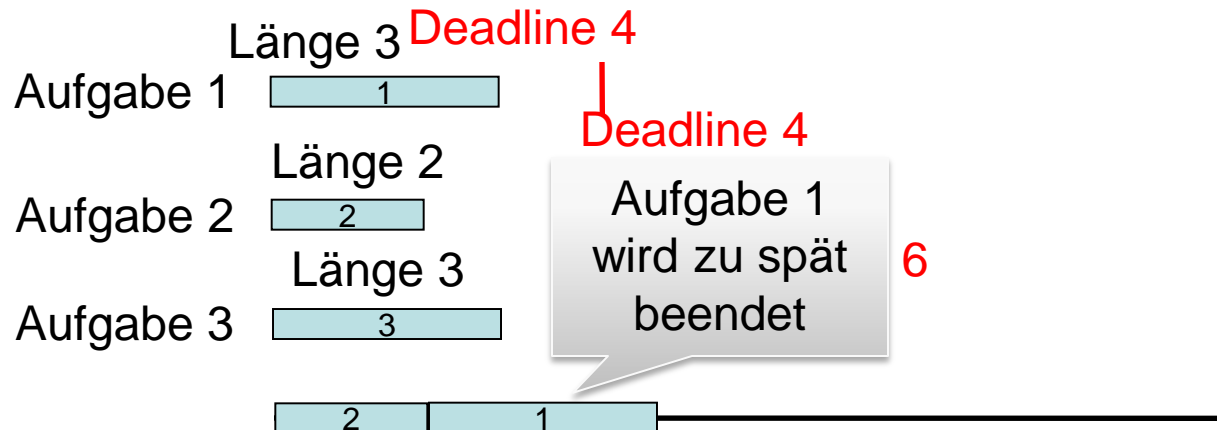 Länge 3 Deadline 4
Aufgabe 1 1
Deadline 4
Länge 2
Aufgabe 2 2
Aufgabe 1
wird zu spät
beendet
6
Länge 3
Aufgabe 3 3
2 1